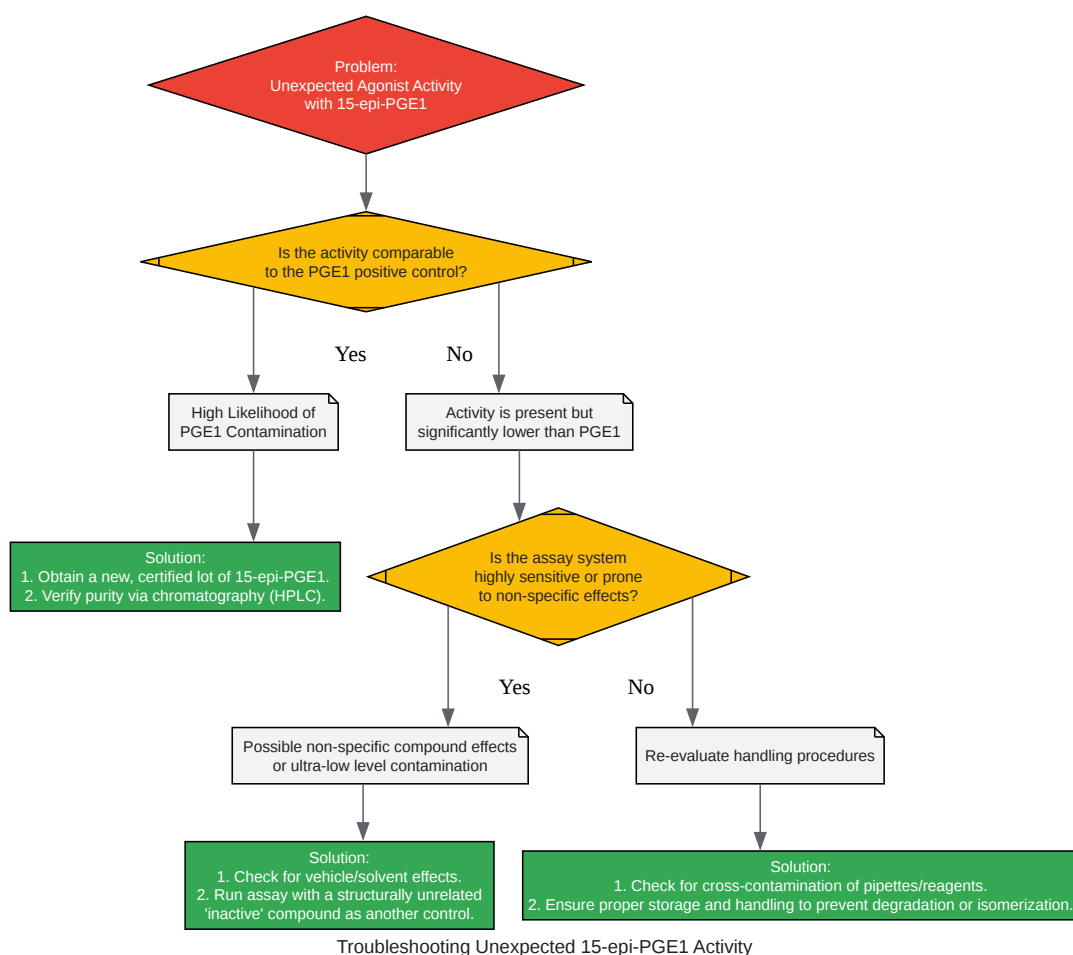 Problem:
Unexpected Agonist Activity
with 15-epi-PGE1
Is the activity comparable
to the PGE1 positive control?
Yes
No
High Likelihood of
PGE1 Contamination
Activity is present but
significantly lower than PGE1
Solution:
1. Obtain a new, certified lot of 15-epi-PGE1.
2. Verify purity via chromatography (HPLC).
Is the assay system
highly sensitive or prone
to non-specific effects?
Yes
No
Possible non-specific compound effects
or ultra-low level contamination
Re-evaluate handling procedures
Solution:
1. Check for vehicle/solvent effects.
2. Run assay with a structurally unrelated
'inactive' compound as another control.
Solution:
1. Check for cross-contamination of pipettes/reagents.
2. Ensure proper storage and handling to prevent degradation or isomerization.
Troubleshooting Unexpected 15-epi-PGE1 Activity